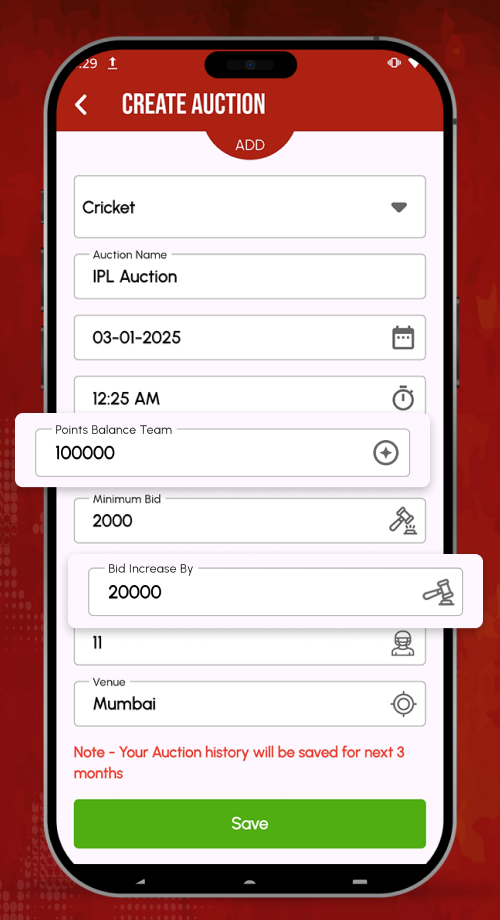 :29
CREATE AUCTION
ADD
Cricket
Auction Name
IPL Auction
03-01-2025
12:25 AM
Points Balance Team
100000
Minimum Bid
2000
Bid Increase By
20000
11
Venue
Mumbai
Note - Your Auction history will be saved for next 3
months
Save